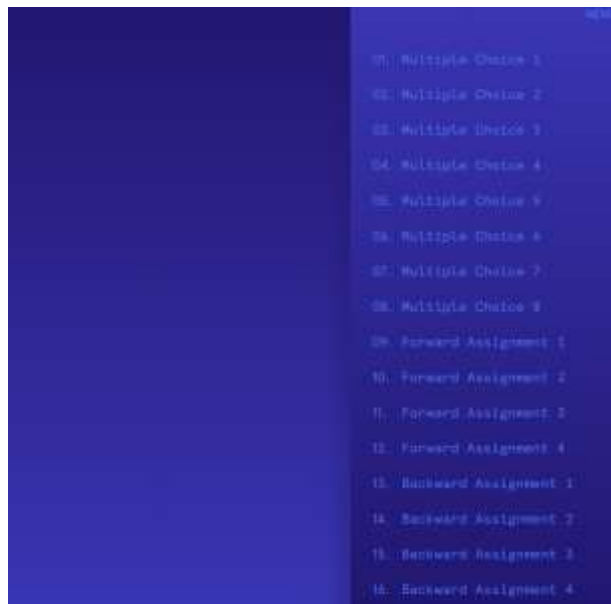 01. Multiple Choice 1
02. Multiple Choice 2
03. Multiple Choice 3
04. Multiple Choice 4
05. Multiple Choice 5
06. Multiple Choice 6
07. Multiple Choice 7
08. Multiple Choice 8
09. Forward Assignment 1
10. Forward Assignment 2
11. Forward Assignment 3
12. Forward Assignment 4
13. Backward Assignment 1
14. Backward Assignment 2
15. Backward Assignment 3
16. Backward Assignment 4